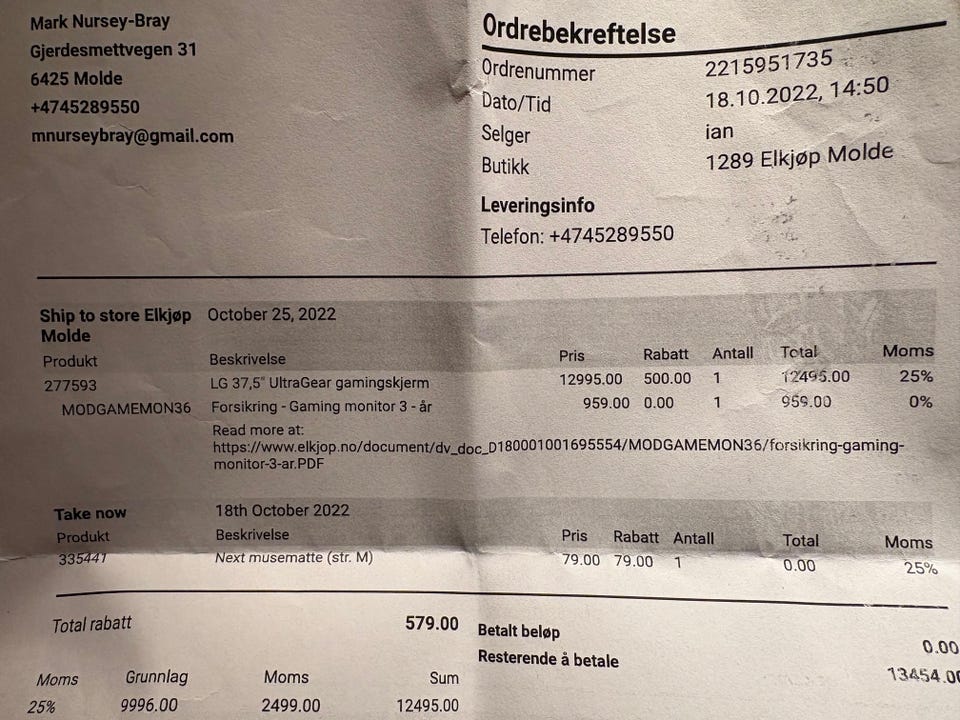 Mark Nursey-Bray
Gjerdesmettvegen 31
6425 Molde
+4745289550
mnurseybray@gmail.com
Ordrebekreftelse
Ordrenummer 2215951735
Dato/Tid 18.10.2022, 14:50
Selger ian
Butikk 1289 Elkjøp Molde
Leveringsinfo
Telefon: +4745289550
Ship to store Elkjøp Molde October 25, 2022
Produkt Beskrivelse Pris Rabatt Antall Total Moms
277593 LG 37,5" UltraGear gamingskjerm 12995.00 500.00 1 12495.00 25%
MODGAMEMON36 Forsikring - Gaming monitor 3 - år 959.00 0.00 1 959.00 0%
Read more at:
https://www.elkjop.no/document/dv_doc_D180001001695554/MODGAMEMON36/forsikring-gaming-
monitor-3-ar.PDF
Take now 18th October 2022
Produkt Beskrivelse Pris Rabatt Antall Total Moms
335441 Next musematte (str. M) 79.00 79.00 1 0.00 25%
Total rabatt 579.00
Betalt beløp 0.00
Resterende å betale 13454.00
Moms Grunnlag Moms Sum
25% 9996.00 2499.00 12495.00